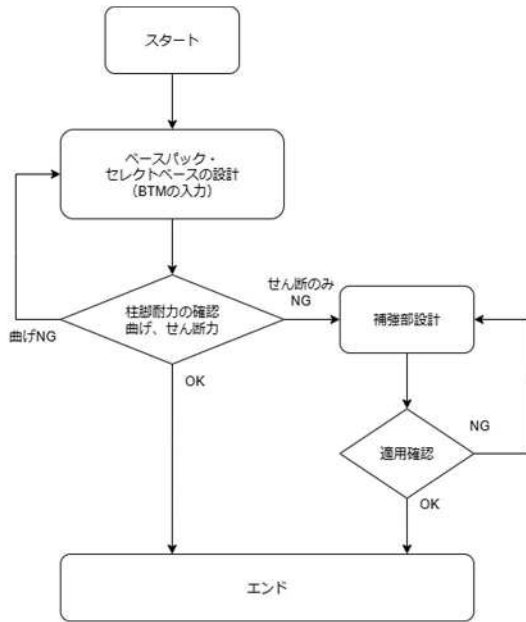 スタート
ベースパック・
セレクトベースの設計
（BTMの入力）
せん断のみ
NG
柱脚耐力の確認
曲げ、せん断力
補強部設計
曲げNG
OK
NG
適用確認
OK
エンド